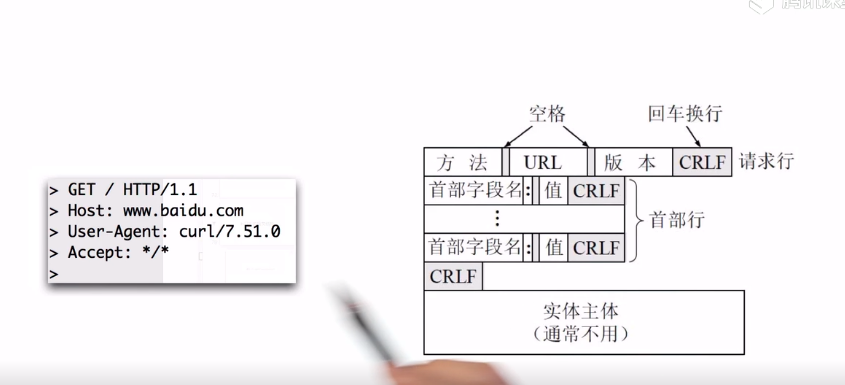 空格
回车换行
方 法 URL 版 本 CRLF 请求行
首部字段名: 值 CRLF
⋮
首部行
首部字段名: 值 CRLF
CRLF
实体主体
（通常不用）
> GET / HTTP/1.1
> Host: www.baidu.com
> User-Agent: curl/7.51.0
> Accept: */*
>